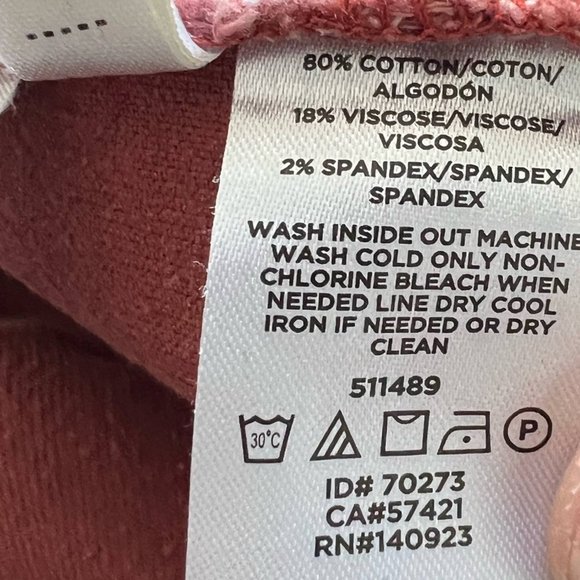 80% COTTON/COTON/
ALGODÓN
18% VISCOSE/VISCOSE/
VISCOSA
2% SPANDEX/SPANDEX/
SPANDEX
WASH INSIDE OUT MACHINE
WASH COLD ONLY NON-
CHLORINE BLEACH WHEN
NEEDED LINE DRY COOL
IRON IF NEEDED OR DRY
CLEAN
511489
30°C P
ID# 70273
CA#57421
RN#140923